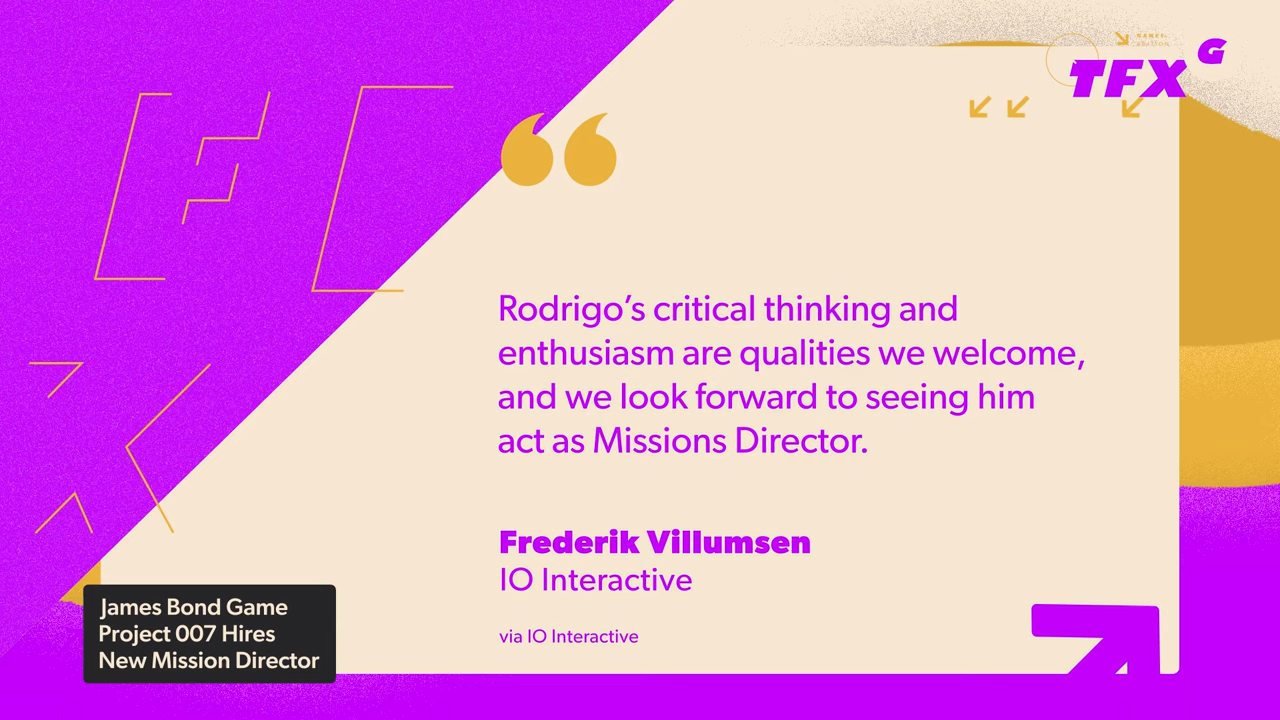 TFX G
Rodrigo’s critical thinking and
enthusiasm are qualities we welcome,
and we look forward to seeing him
act as Missions Director.
Frederik Villumsen
IO Interactive
via IO Interactive
James Bond Game
Project 007 Hires
New Mission Director